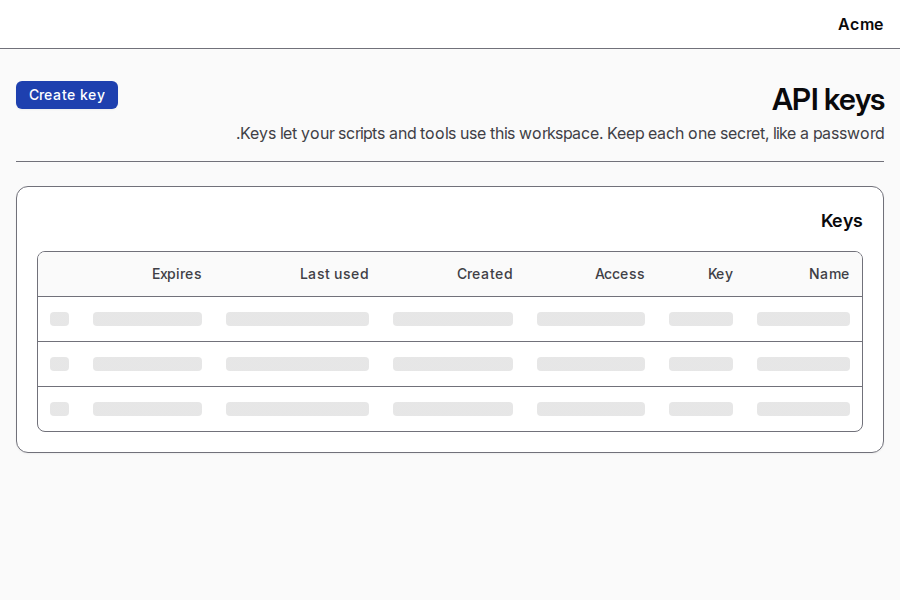 Acme
API keys
Create key
.Keys let your scripts and tools use this workspace. Keep each one secret, like a password
Keys
Name Key Access Created Last used Expires